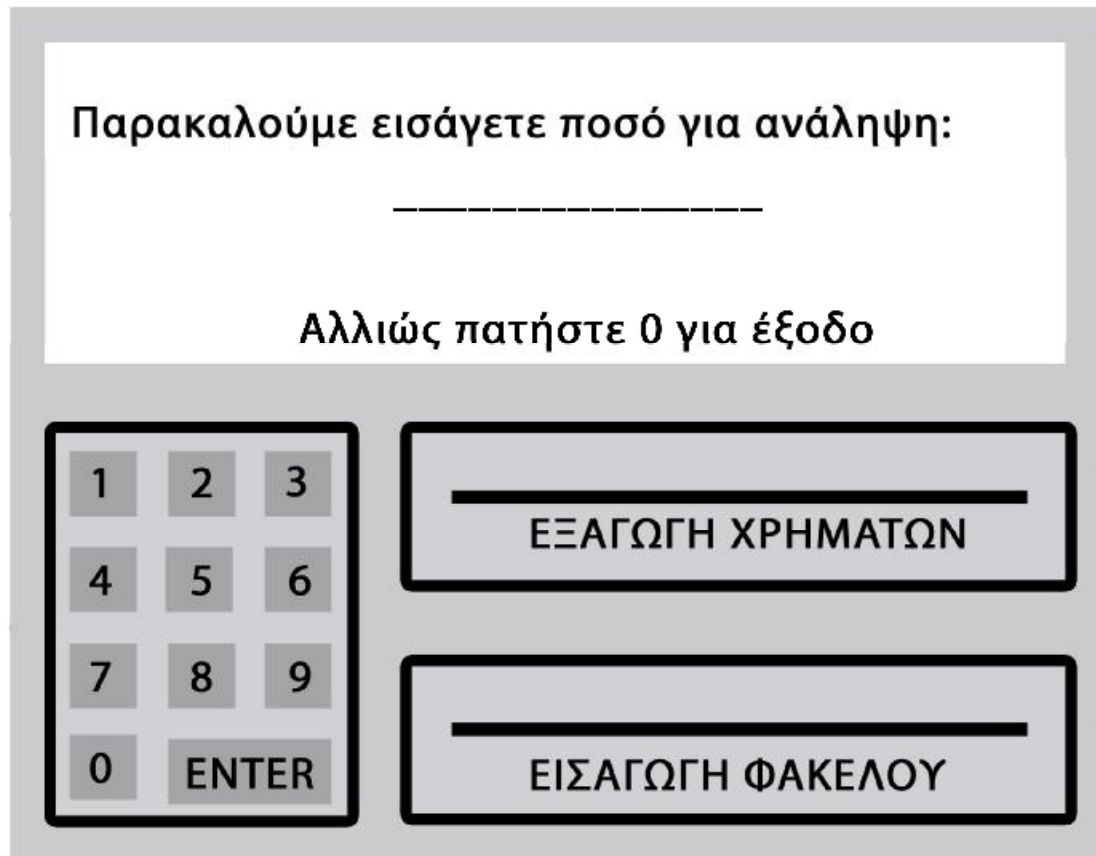 Παρακαλούμε εισάγετε ποσό για ανάληψη:
_______________
Αλλιώς πατήστε 0 για έξοδο
1 2 3
4 5 6
7 8 9
0 ENTER
ΕΞΑΓΩΓΗ ΧΡΗΜΑΤΩΝ
ΕΙΣΑΓΩΓΗ ΦΑΚΕΛΟΥ